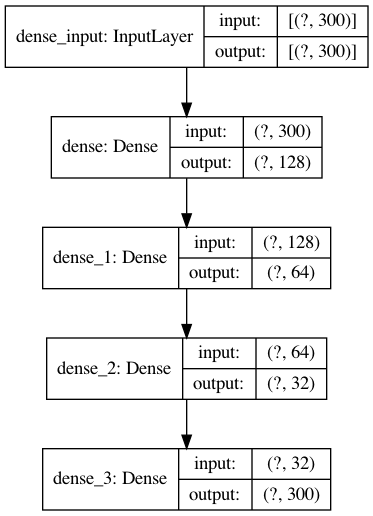 dense_input: InputLayer
input: [(?, 300)]
output: [(?, 300)]
dense: Dense
input: (?, 300)
output: (?, 128)
dense_1: Dense
input: (?, 128)
output: (?, 64)
dense_2: Dense
input: (?, 64)
output: (?, 32)
dense_3: Dense
input: (?, 32)
output: (?, 300)